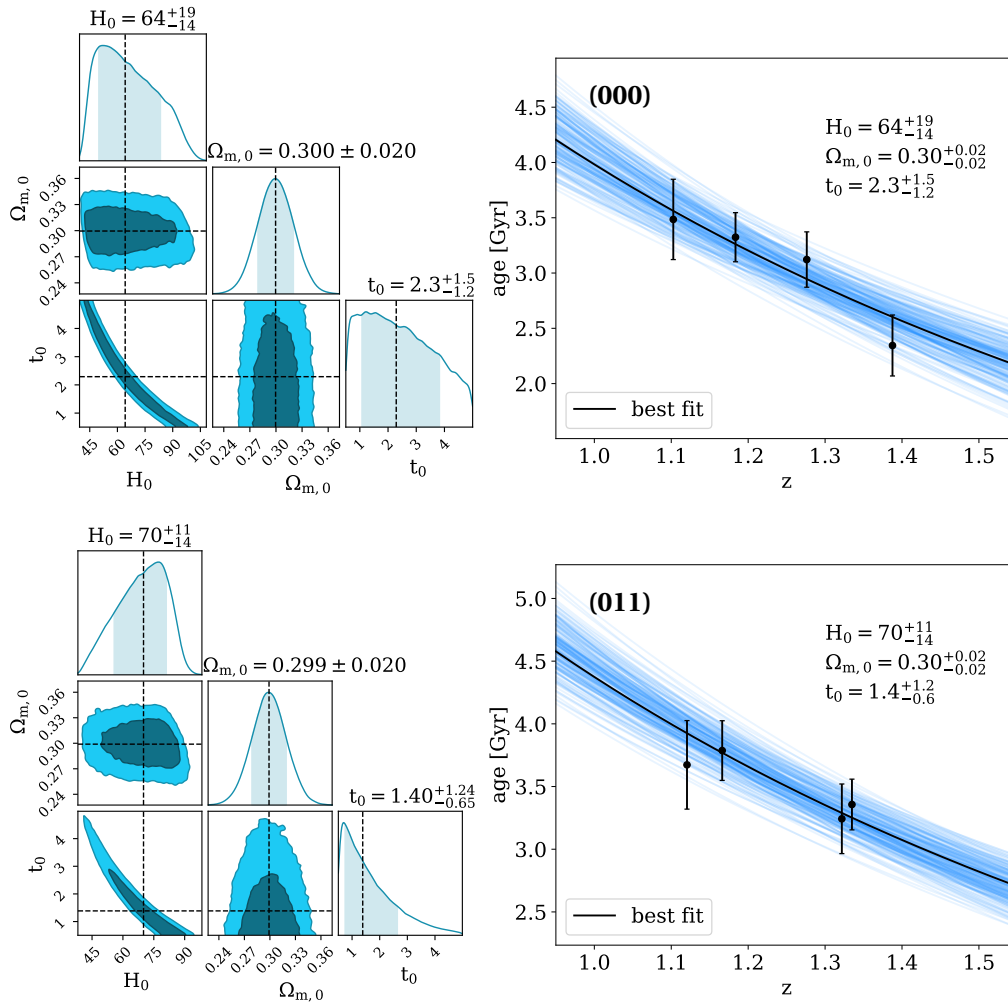 H₀ = 64⁺¹⁹₋₁₄
Ωₘ,₀ = 0.300 ± 0.020
t₀ = 2.3⁺¹·⁵₋₁.₂
Ωₘ,₀
0.36
0.33
0.30
0.27
0.24
t₀
4
3
2
1
45 60 75 90 105
H₀
0.24 0.27 0.30 0.33 0.36
Ωₘ,₀
1 2 3 4
t₀
(000)
H₀ = 64⁺¹⁹₋₁₄
Ωₘ,₀ = 0.30⁺⁰·⁰²₋₀.₀₂
t₀ = 2.3⁺¹·⁵₋₁.₂
age [Gyr]
4.5
4.0
3.5
3.0
2.5
2.0
best fit
1.0 1.1 1.2 1.3 1.4 1.5
z
H₀ = 70⁺¹¹₋₁₄
Ωₘ,₀ = 0.299 ± 0.020
t₀ = 1.40⁺¹·²⁴₋₀.₆₅
Ωₘ,₀
0.36
0.33
0.30
0.27
0.24
t₀
4
3
2
1
45 60 75 90
H₀
0.24 0.27 0.30 0.33 0.36
Ωₘ,₀
1 2 3 4
t₀
(011)
H₀ = 70⁺¹¹₋₁₄
Ωₘ,₀ = 0.30⁺⁰·⁰²₋₀.₀₂
t₀ = 1.4⁺¹·²₋₀.₆
age [Gyr]
5.0
4.5
4.0
3.5
3.0
2.5
best fit
1.0 1.1 1.2 1.3 1.4 1.5
z